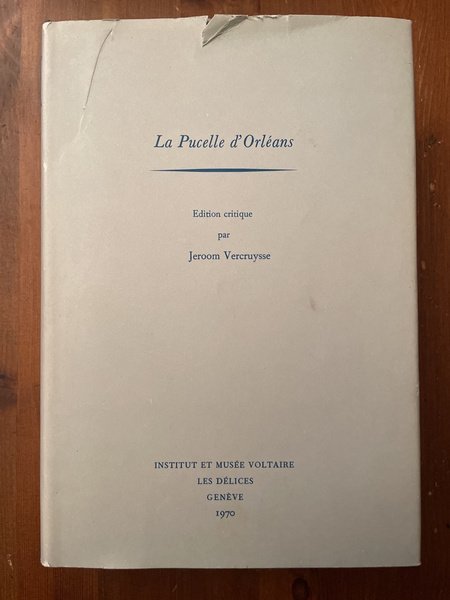 La Pucelle d'Orléans
Edition critique
par
Jeroom Vercruysse
INSTITUT ET MUSÉE VOLTAIRE
LES DÉLICES
GENÈVE
1970